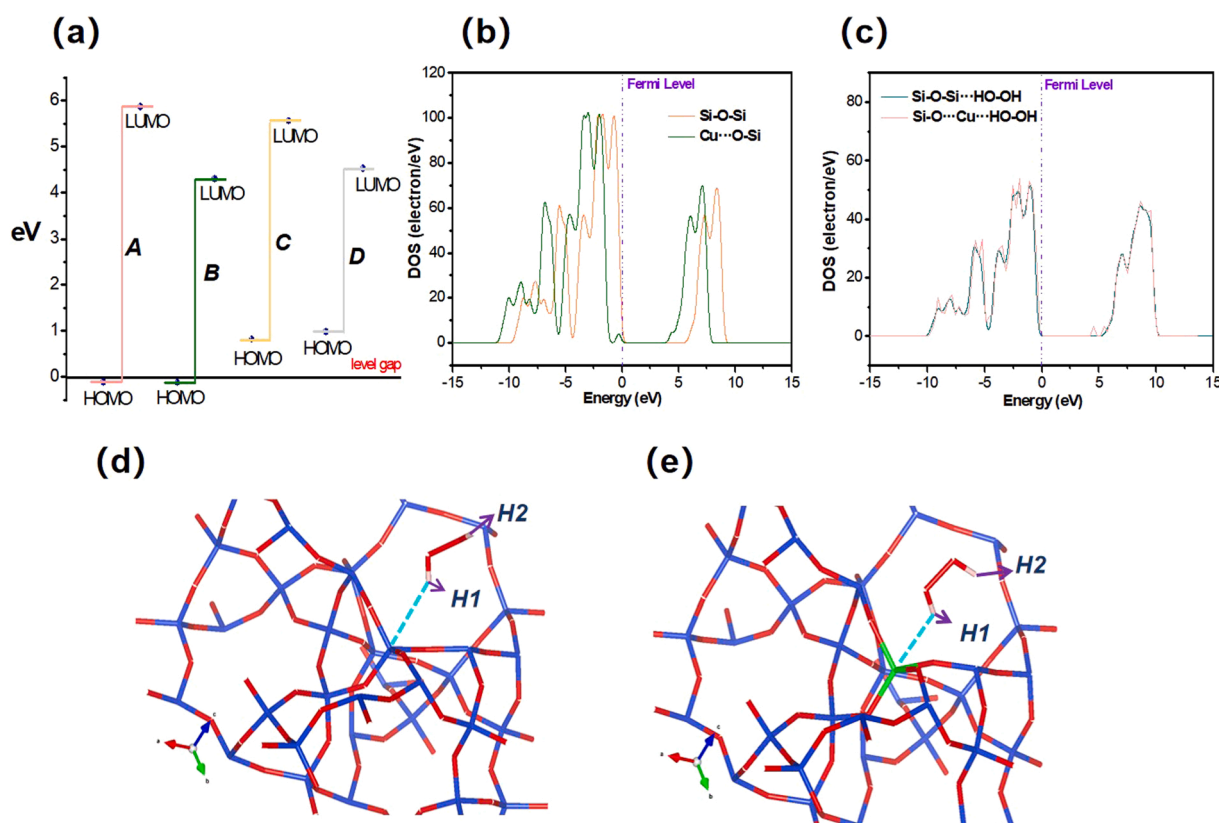 (a)
eV
6
5
4
3
2
1
0
LUMO
LUMO
LUMO
LUMO
A
B
C
D
HOMO
HOMO
HOMO
HOMO
level gap
(b)
DOS (electron/eV)
120
100
80
60
40
20
0
Fermi Level
Si-O-Si
Cu···O-Si
-15 -10 -5 0 5 10 15
Energy (eV)
(c)
DOS (electron/eV)
80
60
40
20
0
Fermi Level
Si-O-Si···HO-OH
Si-O···Cu···HO-OH
-15 -10 -5 0 5 10 15
Energy (eV)
(d)
H2
H1
a
b
c
(e)
H2
H1
a
b
c